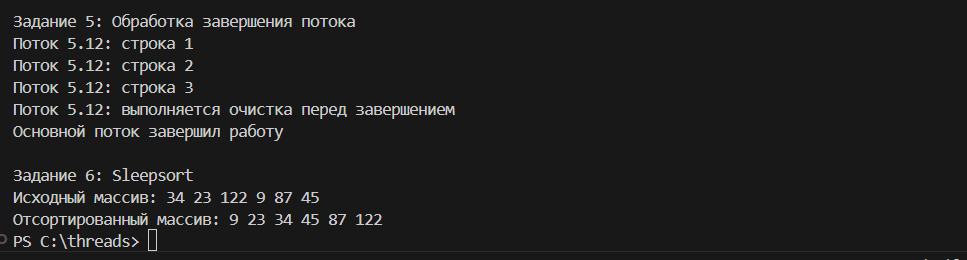 Задание 5: Обработка завершения потока
Поток 5.12: строка 1
Поток 5.12: строка 2
Поток 5.12: строка 3
Поток 5.12: выполняется очистка перед завершением
Основной поток завершил работу
Задание 6: Sleepsort
Исходный массив: 34 23 122 9 87 45
Отсортированный массив: 9 23 34 45 87 122
PS C:\threads>